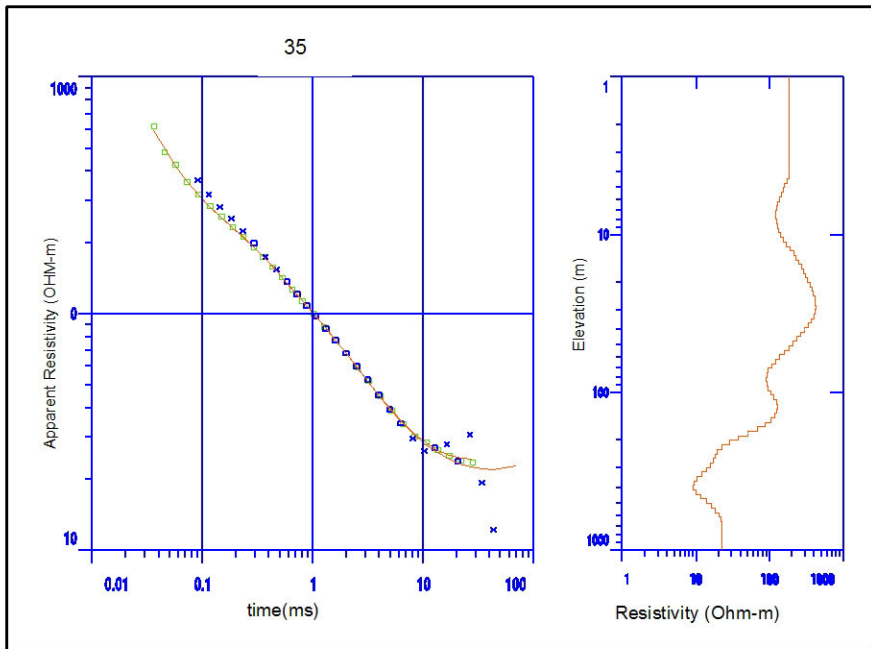 35
1000
0
10
Apparent Resistivity (OHM-m)
0.01 0.1 1 10 100
time(ms)
1
10
100
1000
Elevation (m)
1 10 100 1000
Resistivity (Ohm-m)